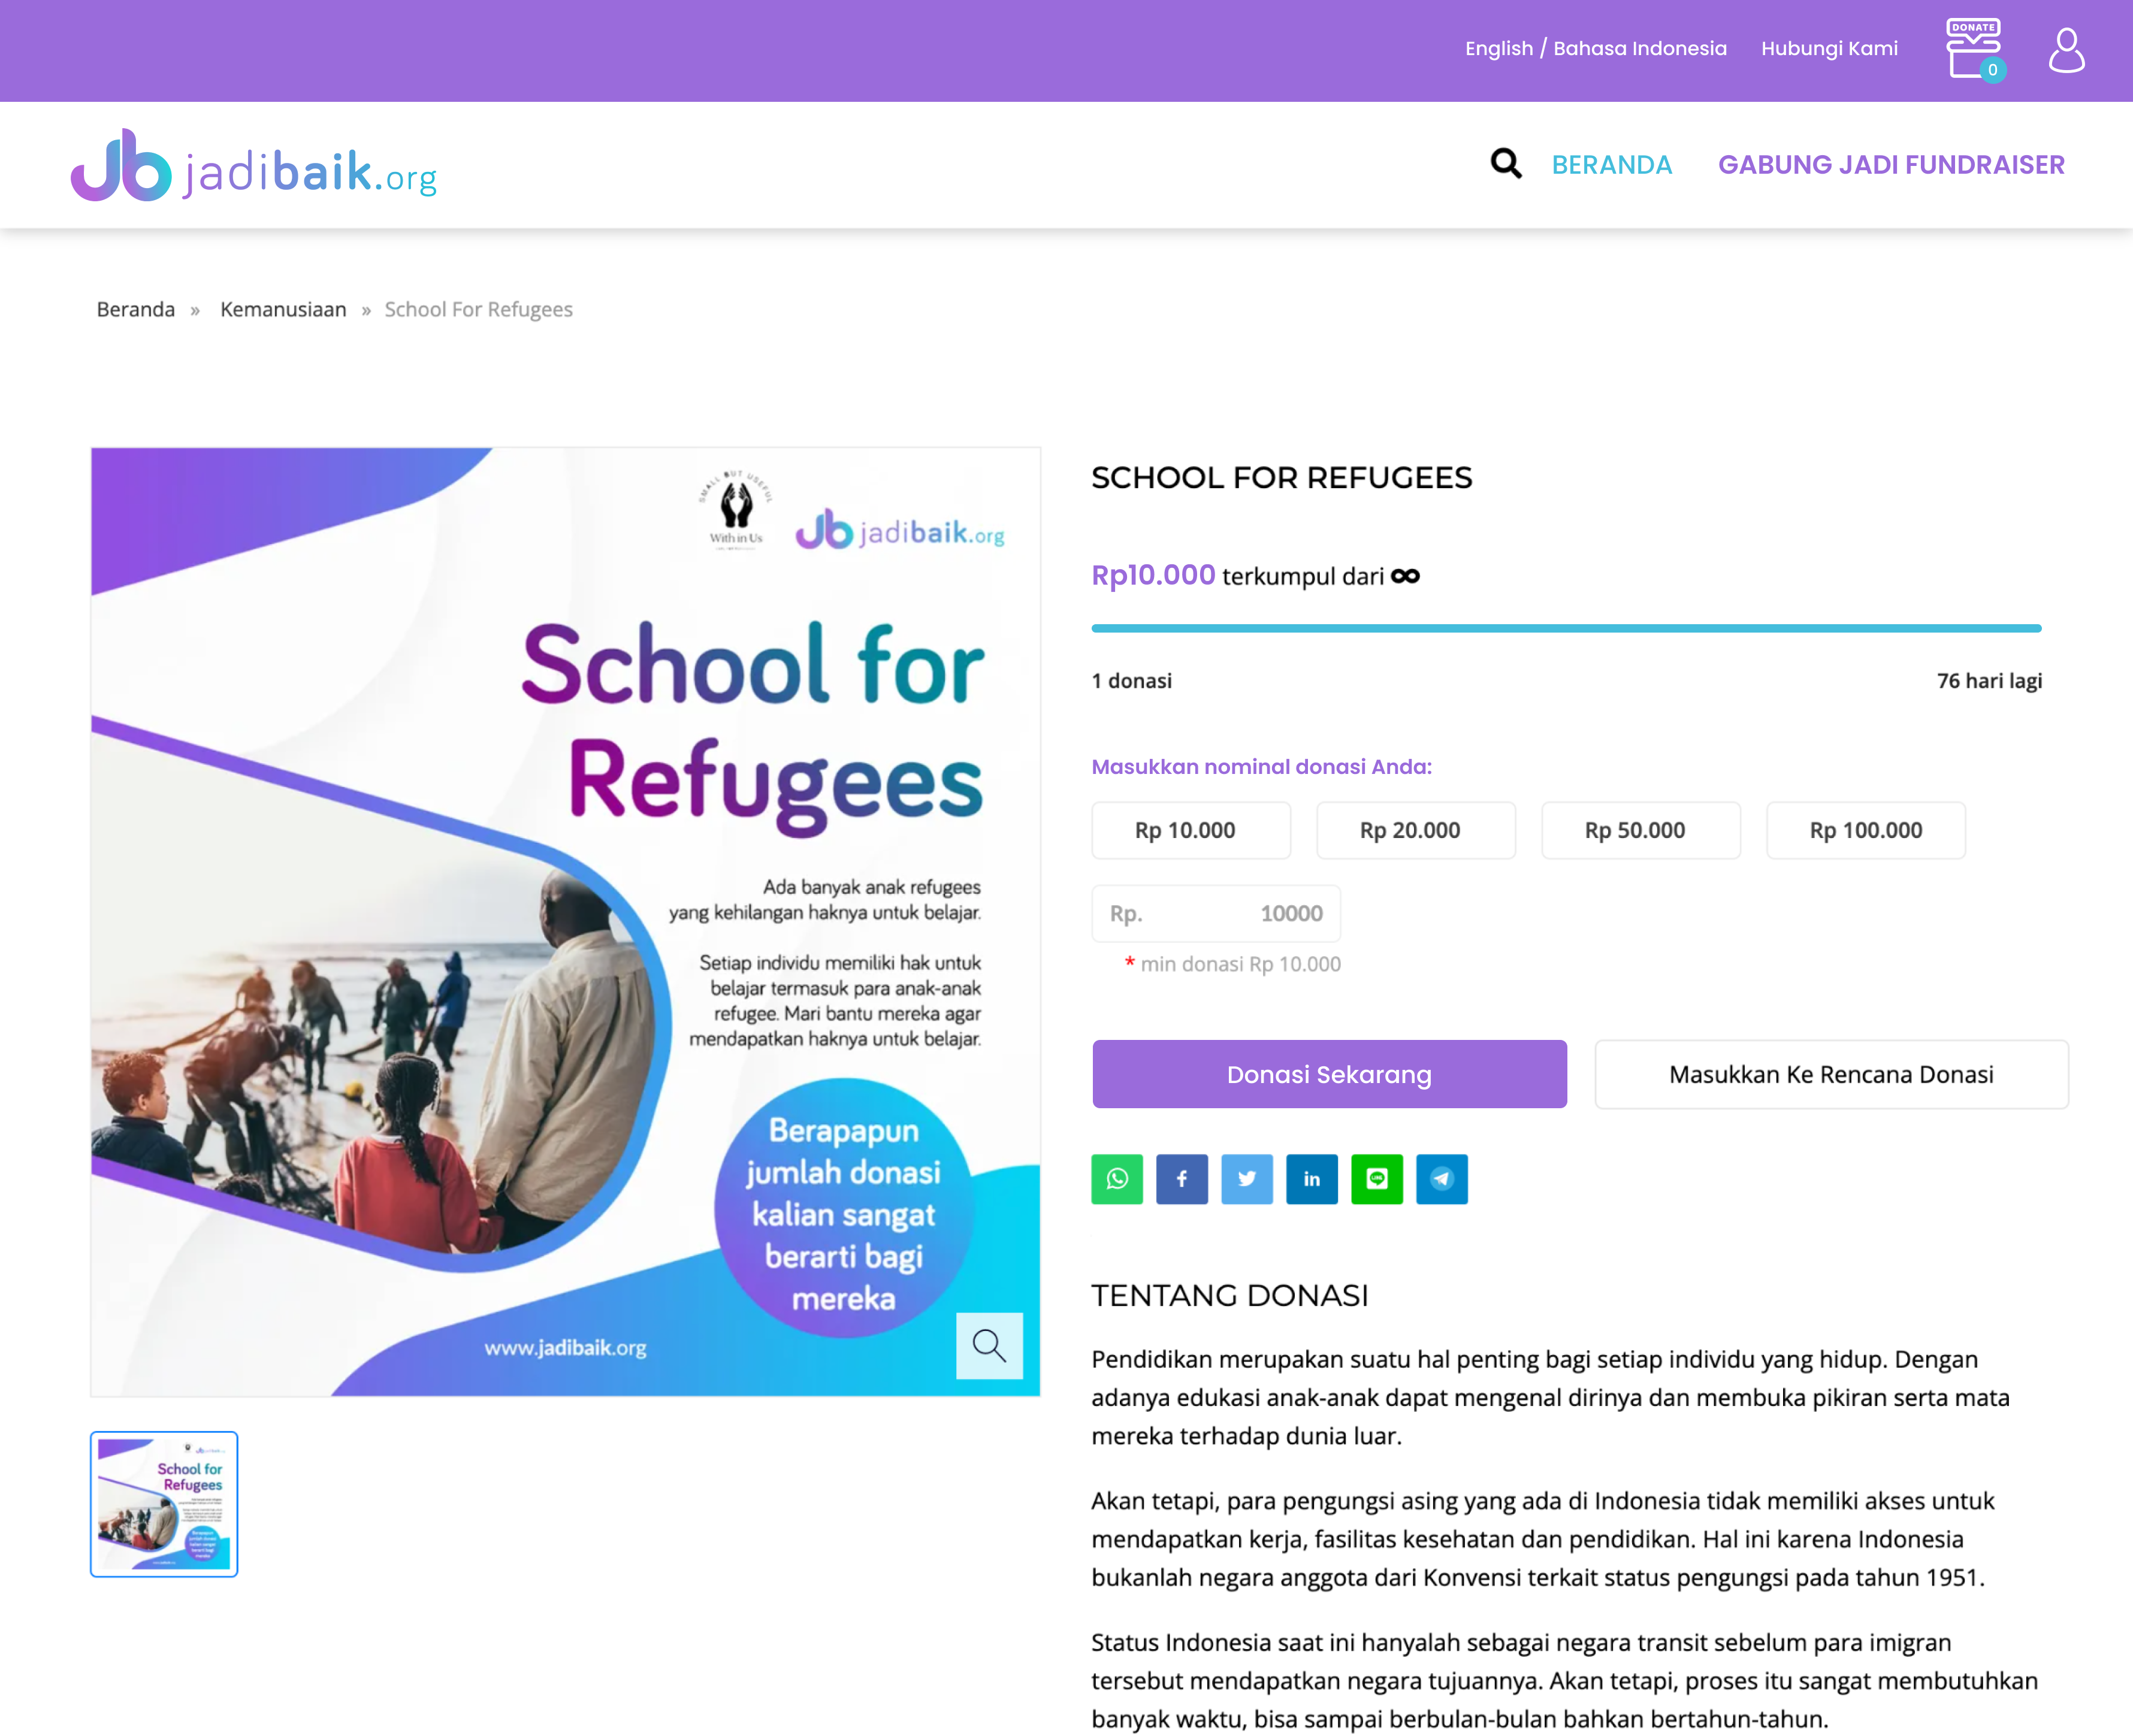 English / Bahasa Indonesia
Hubungi Kami
DONATE
0
jadibaik.org
BERANDA
GABUNG JADI FUNDRAISER
Beranda » Kemanusiaan » School For Refugees
SMALL BUT USEFUL
With in Us
jadibaik.org
School for
Refugees
Ada banyak anak refugees
yang kehilangan haknya untuk belajar.
Setiap individu memiliki hak untuk
belajar termasuk para anak-anak
refugee. Mari bantu mereka agar
mendapatkan haknya untuk belajar.
Berapapun
jumlah donasi
kalian sangat
berarti bagi
mereka
www.jadibaik.org
School for
Refugees
SCHOOL FOR REFUGEES
Rp10.000 terkumpul dari ∞
1 donasi
76 hari lagi
Masukkan nominal donasi Anda:
Rp 10.000
Rp 20.000
Rp 50.000
Rp 100.000
Rp. 10000
* min donasi Rp 10.000
Donasi Sekarang
Masukkan Ke Rencana Donasi
TENTANG DONASI
Pendidikan merupakan suatu hal penting bagi setiap individu yang hidup. Dengan
adanya edukasi anak-anak dapat mengenal dirinya dan membuka pikiran serta mata
mereka terhadap dunia luar.
Akan tetapi, para pengungsi asing yang ada di Indonesia tidak memiliki akses untuk
mendapatkan kerja, fasilitas kesehatan dan pendidikan. Hal ini karena Indonesia
bukanlah negara anggota dari Konvensi terkait status pengungsi pada tahun 1951.
Status Indonesia saat ini hanyalah sebagai negara transit sebelum para imigran
tersebut mendapatkan negara tujuannya. Akan tetapi, proses itu sangat membutuhkan
banyak waktu, bisa sampai berbulan-bulan bahkan bertahun-tahun.